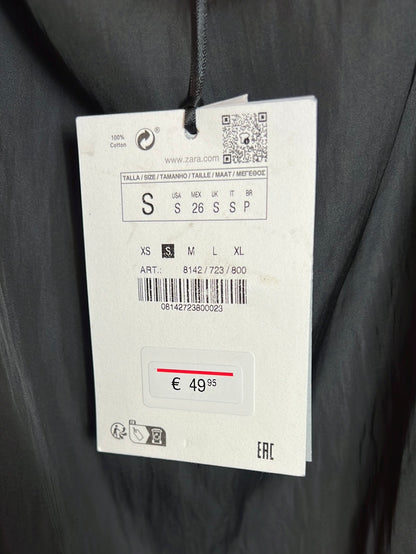 100%
Cotton
www.zara.com
TALLA / SIZE / TAMANHO / TAILLE / MAAT / ΜΕΓΕΘΟΣ
USA MEX UK IT BR
S S 26 S S P
XS S M L XL
ART.: 8142 / 723 / 800
08142723800023
€ 49 95
EAC